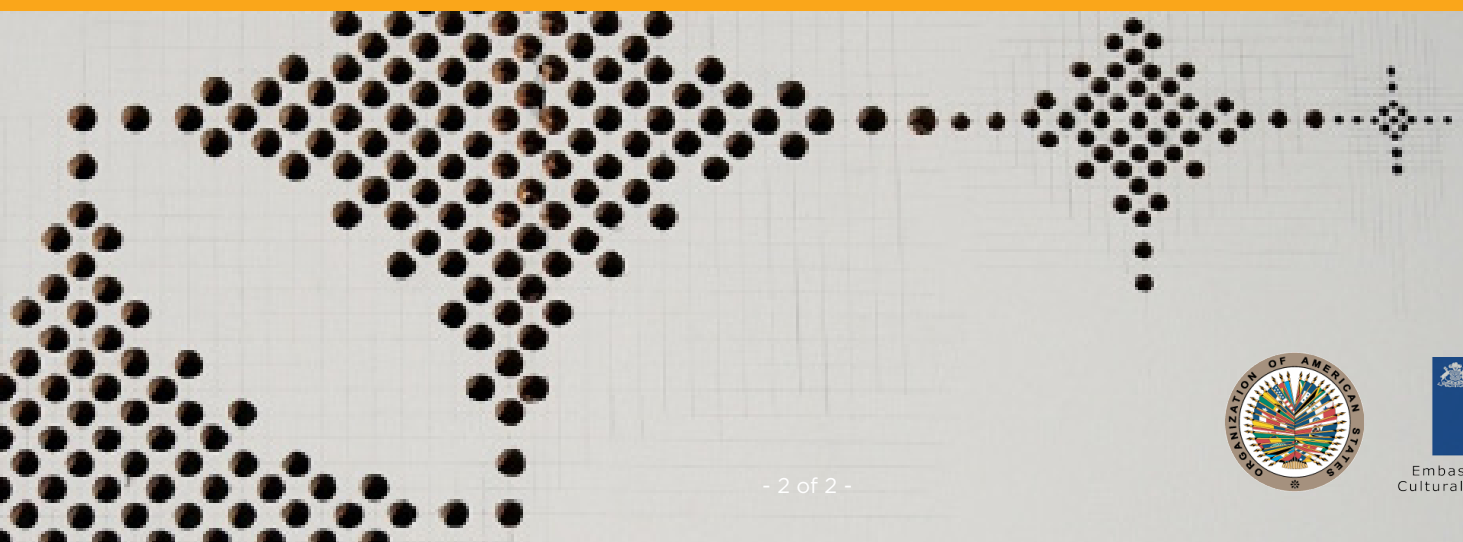 ORGANIZATION OF AMERICAN STATES
- 2 of 2 -
Embas
Cultural